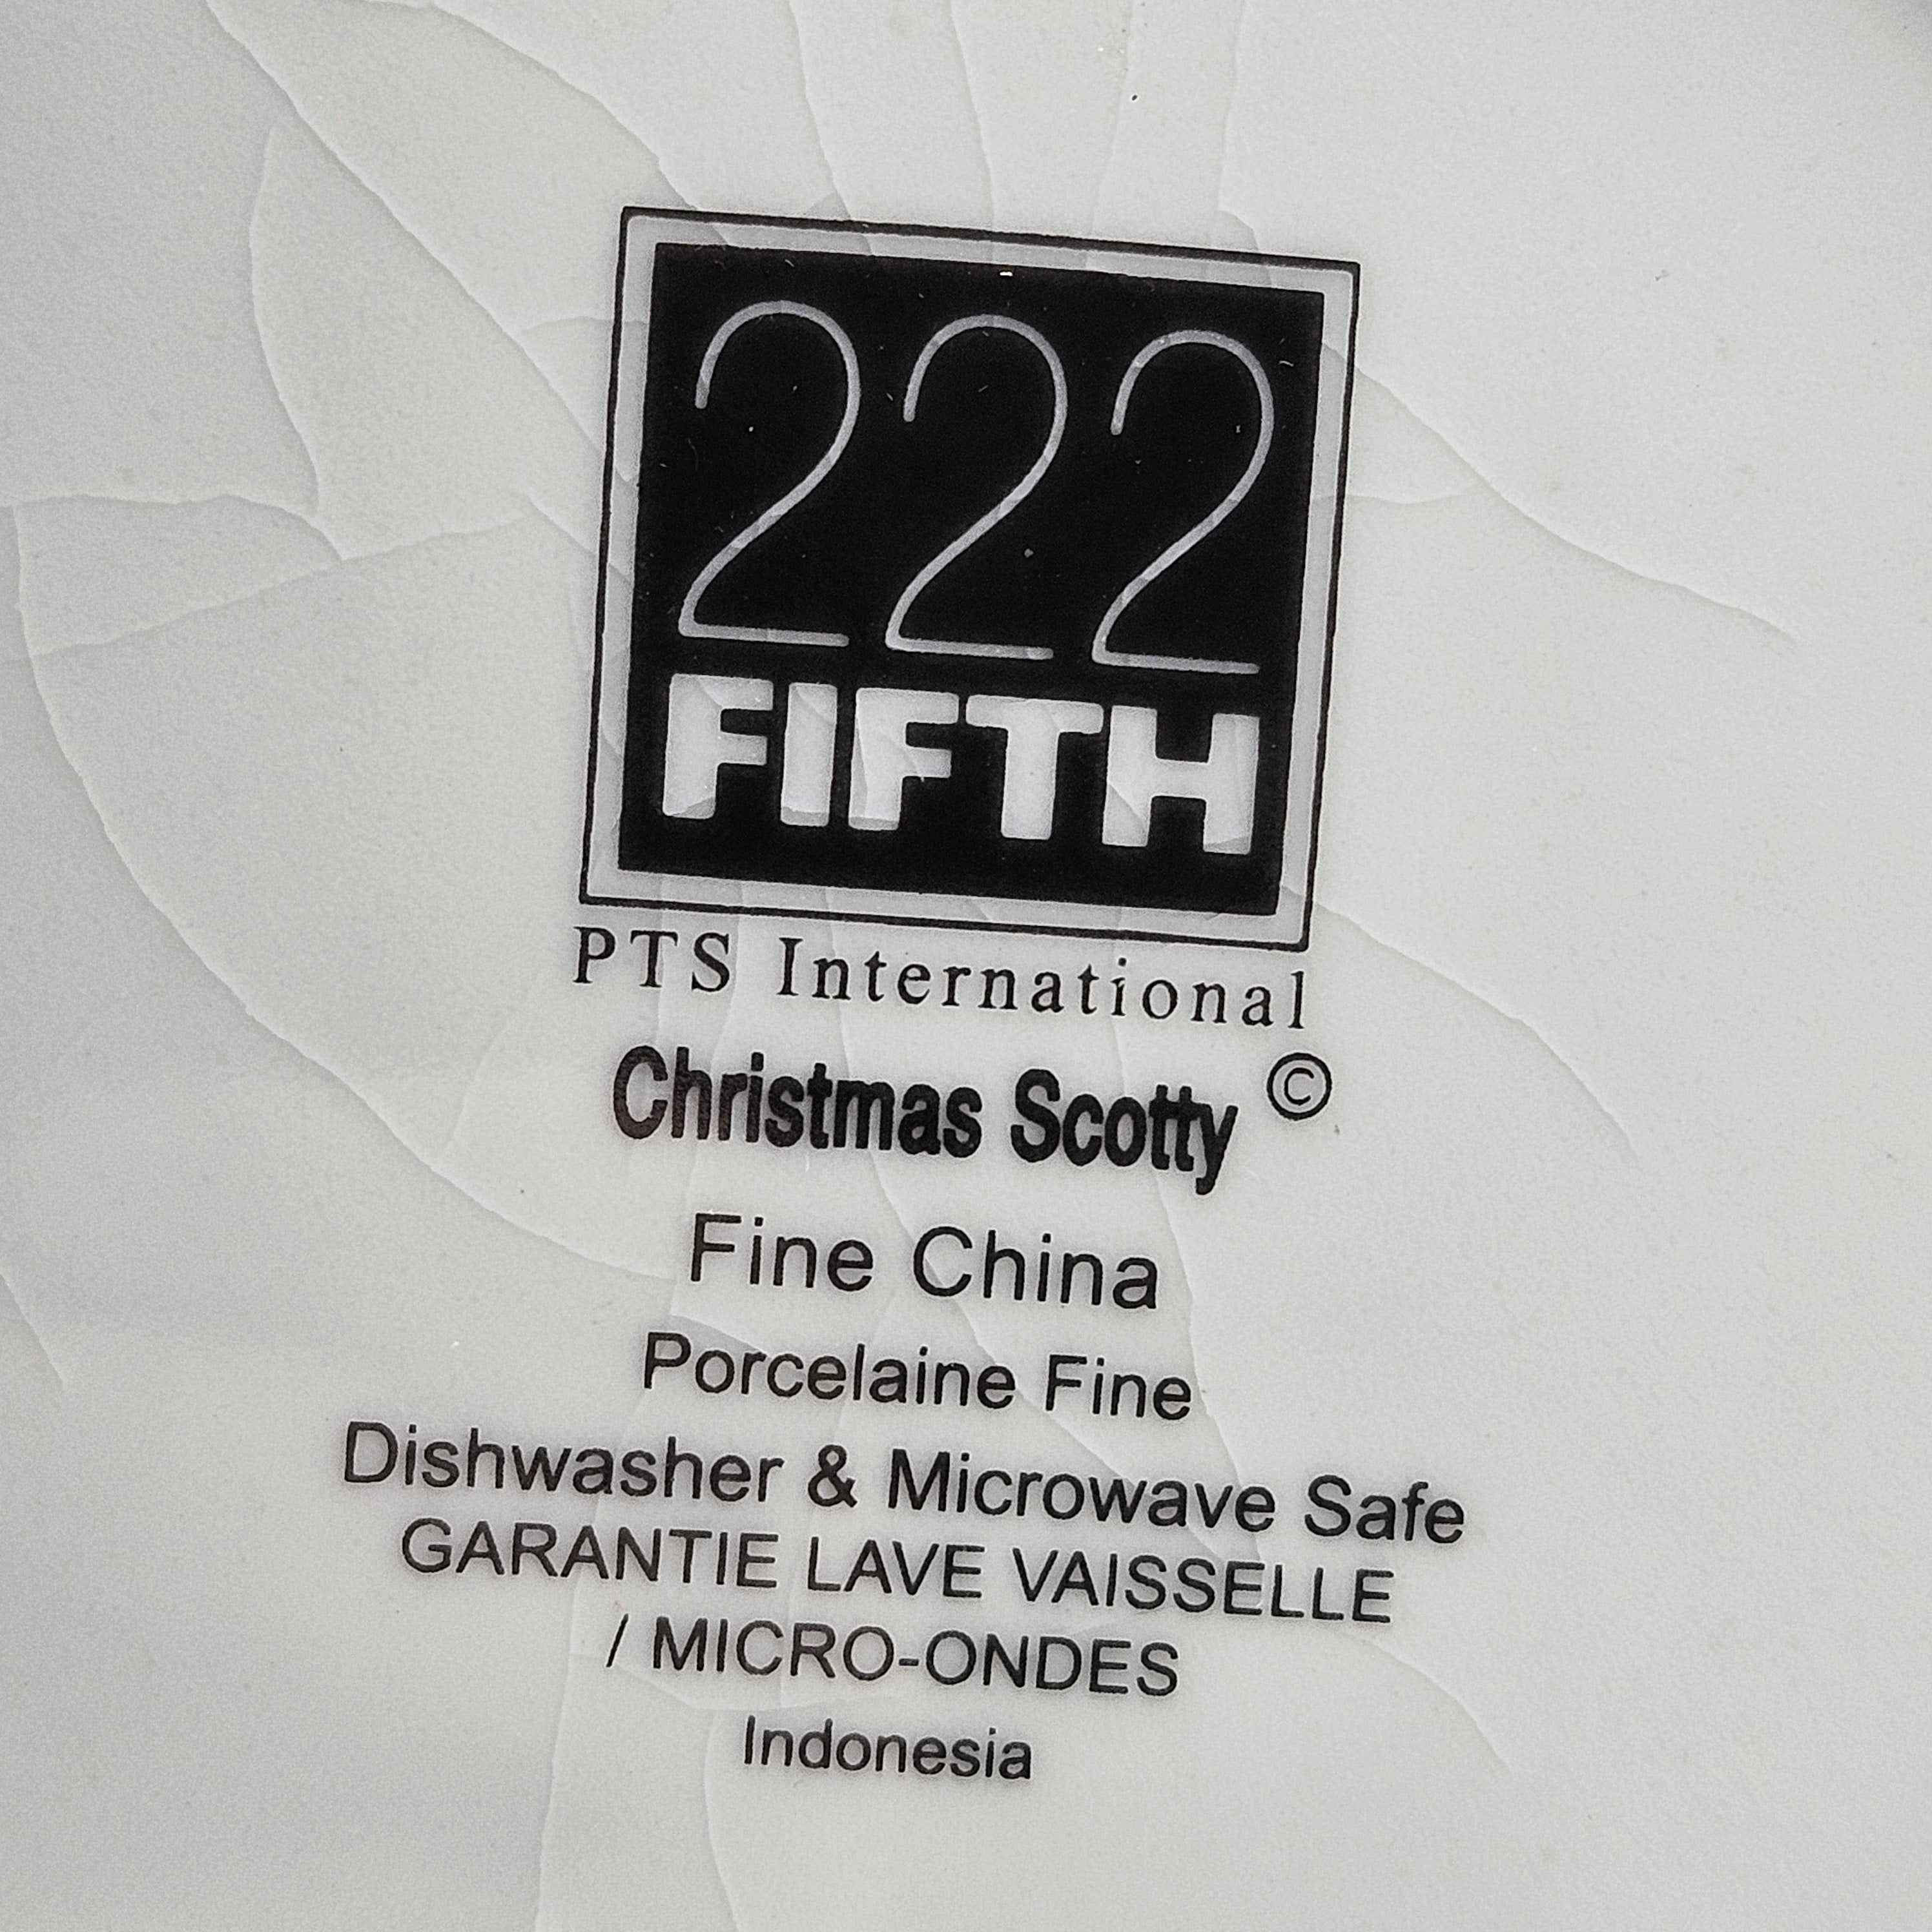 222
FIFTH
PTS International
Christmas Scotty ©
Fine China
Porcelaine Fine
Dishwasher & Microwave Safe
GARANTIE LAVE VAISSELLE
/ MICRO-ONDES
Indonesia